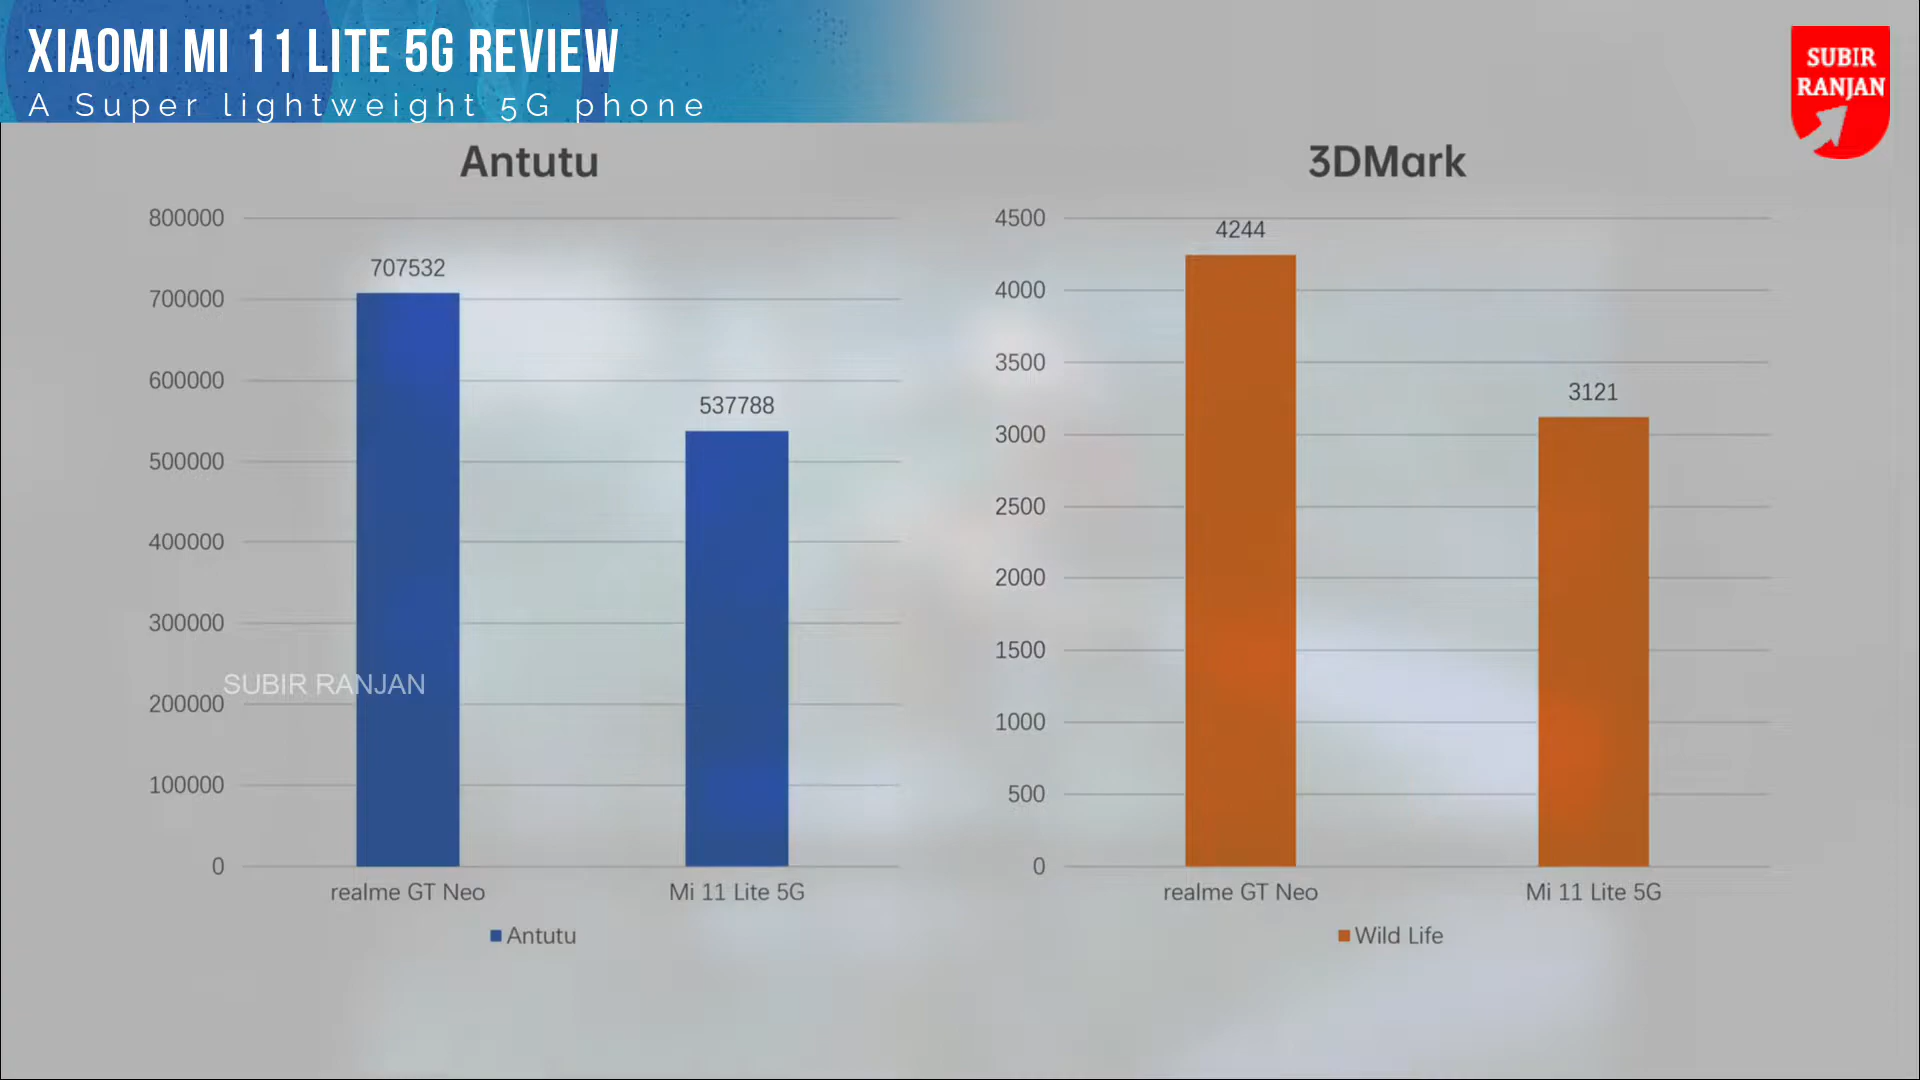 XIAOMI MI 11 LITE 5G REVIEW
A Super lightweight 5G phone
SUBIR
RANJAN
Antutu
800000
700000
600000
500000
400000
300000
200000
100000
0
707532
537788
SUBIR RANJAN
realme GT Neo
Mi 11 Lite 5G
Antutu
3DMark
4500
4000
3500
3000
2500
2000
1500
1000
500
0
4244
3121
realme GT Neo
Mi 11 Lite 5G
Wild Life